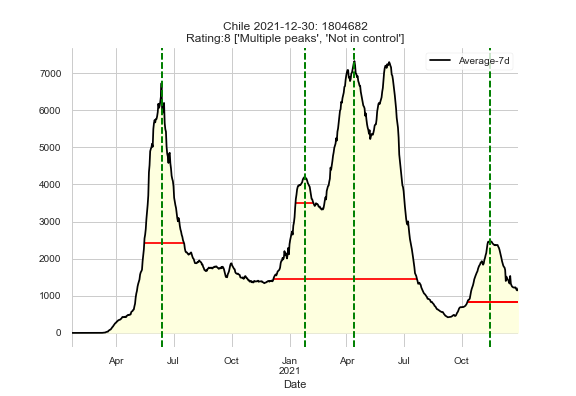 Chile 2021-12-30: 1804682
Rating:8 ['Multiple peaks', 'Not in control']
Average-7d
7000
6000
5000
4000
3000
2000
1000
0
Apr Jul Oct Jan Apr Jul Oct
2021
Date